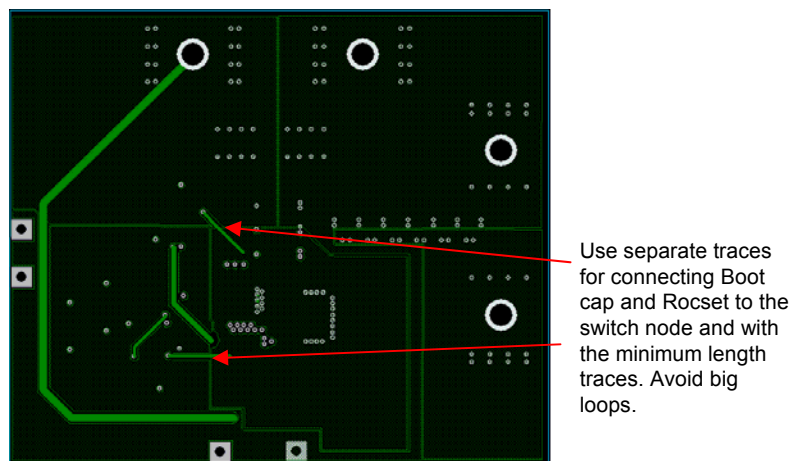 Use separate traces
for connecting Boot
cap and Rocset to the
switch node and with
the minimum length
traces. Avoid big
loops.